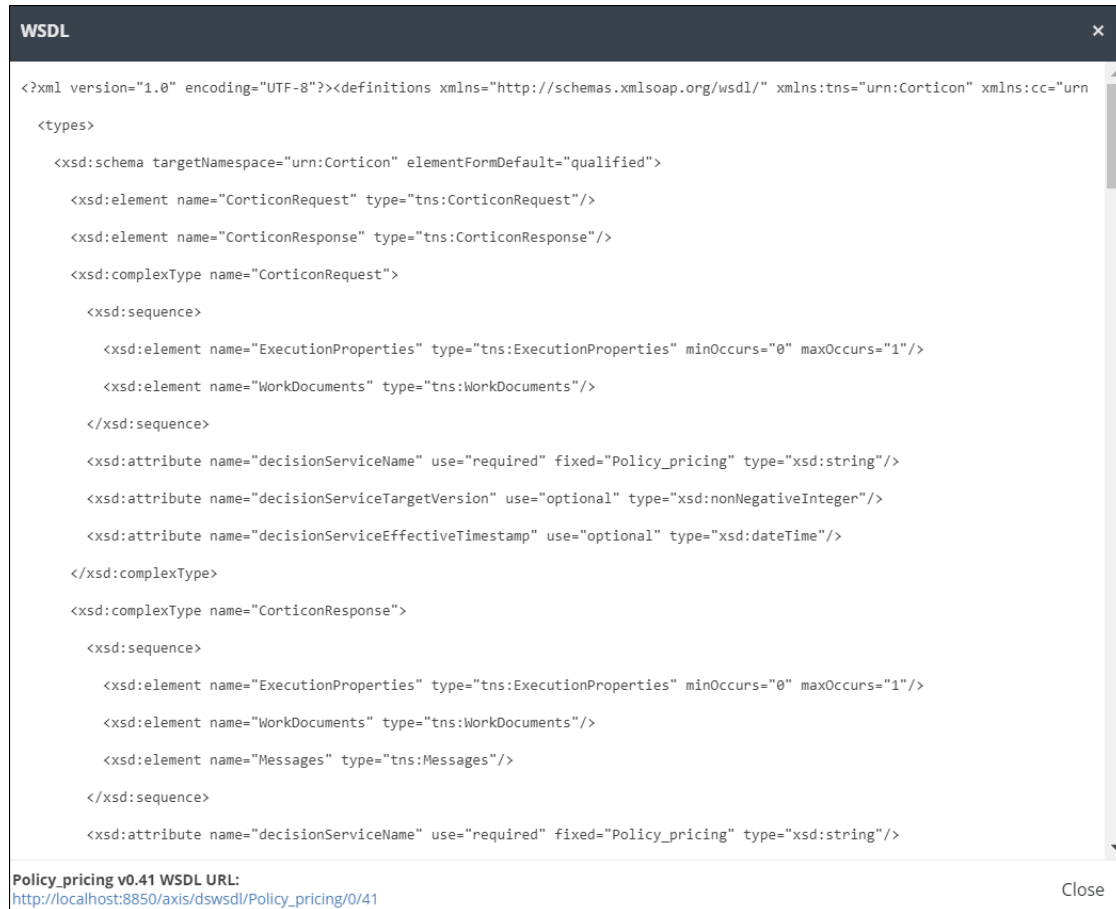 WSDL ×
<?xml version="1.0" encoding="UTF-8"?><definitions xmlns="http://schemas.xmlsoap.org/wsdl/" xmlns:tns="urn:Corticon" xmlns:cc="urn
<types>
<xsd:schema targetNamespace="urn:Corticon" elementFormDefault="qualified">
<xsd:element name="CorticonRequest" type="tns:CorticonRequest"/>
<xsd:element name="CorticonResponse" type="tns:CorticonResponse"/>
<xsd:complexType name="CorticonRequest">
<xsd:sequence>
<xsd:element name="ExecutionProperties" type="tns:ExecutionProperties" minOccurs="0" maxOccurs="1"/>
<xsd:element name="WorkDocuments" type="tns:WorkDocuments"/>
</xsd:sequence>
<xsd:attribute name="decisionServiceName" use="required" fixed="Policy_pricing" type="xsd:string"/>
<xsd:attribute name="decisionServiceTargetVersion" use="optional" type="xsd:nonNegativeInteger"/>
<xsd:attribute name="decisionServiceEffectiveTimestamp" use="optional" type="xsd:dateTime"/>
</xsd:complexType>
<xsd:complexType name="CorticonResponse">
<xsd:sequence>
<xsd:element name="ExecutionProperties" type="tns:ExecutionProperties" minOccurs="0" maxOccurs="1"/>
<xsd:element name="WorkDocuments" type="tns:WorkDocuments"/>
<xsd:element name="Messages" type="tns:Messages"/>
</xsd:sequence>
<xsd:attribute name="decisionServiceName" use="required" fixed="Policy_pricing" type="xsd:string"/>
Policy_pricing v0.41 WSDL URL:
http://localhost:8850/axis/dswsdl/Policy_pricing/0/41
Close